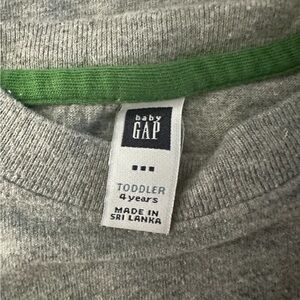 baby
GAP
TODDLER
4 years
MADE IN
SRI LANKA